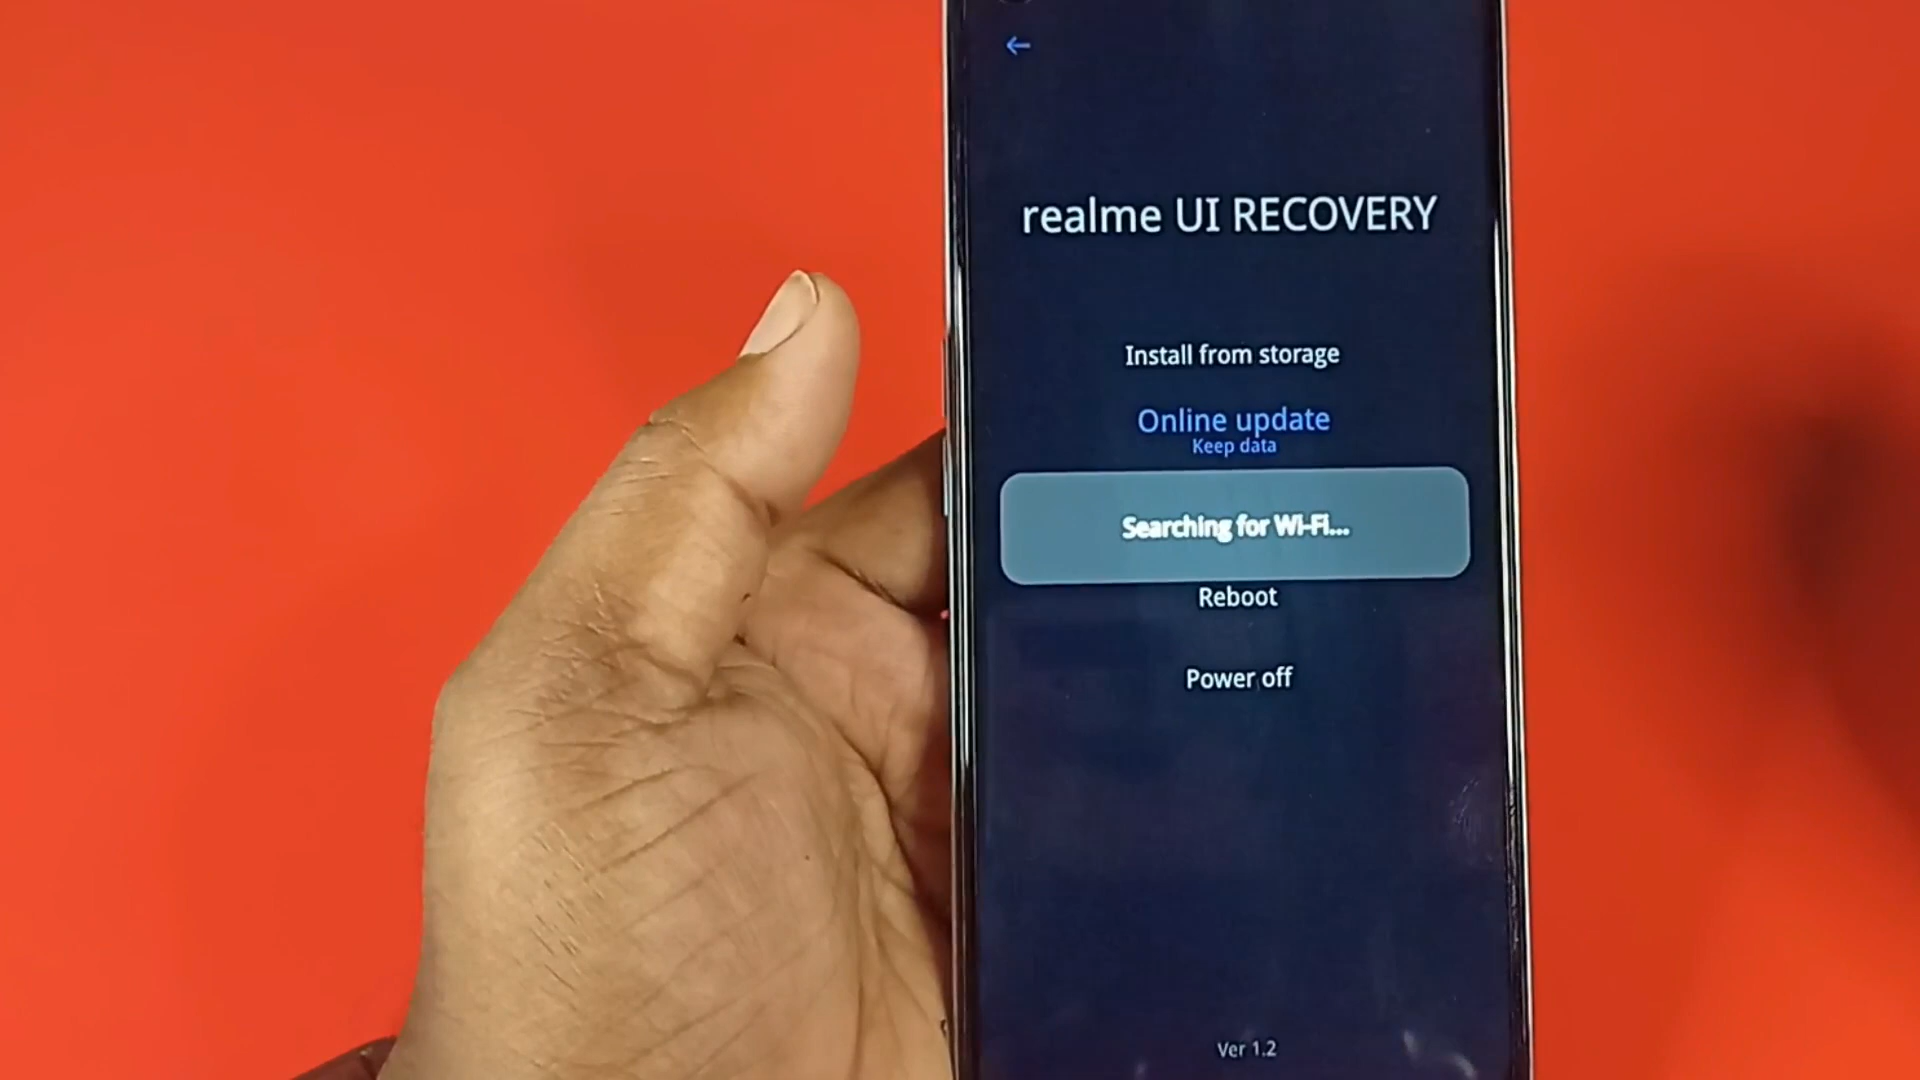 realme UI RECOVERY
Install from storage
Online update
Keep data
Searching for Wi-Fi...
Reboot
Power off
Ver 1.2